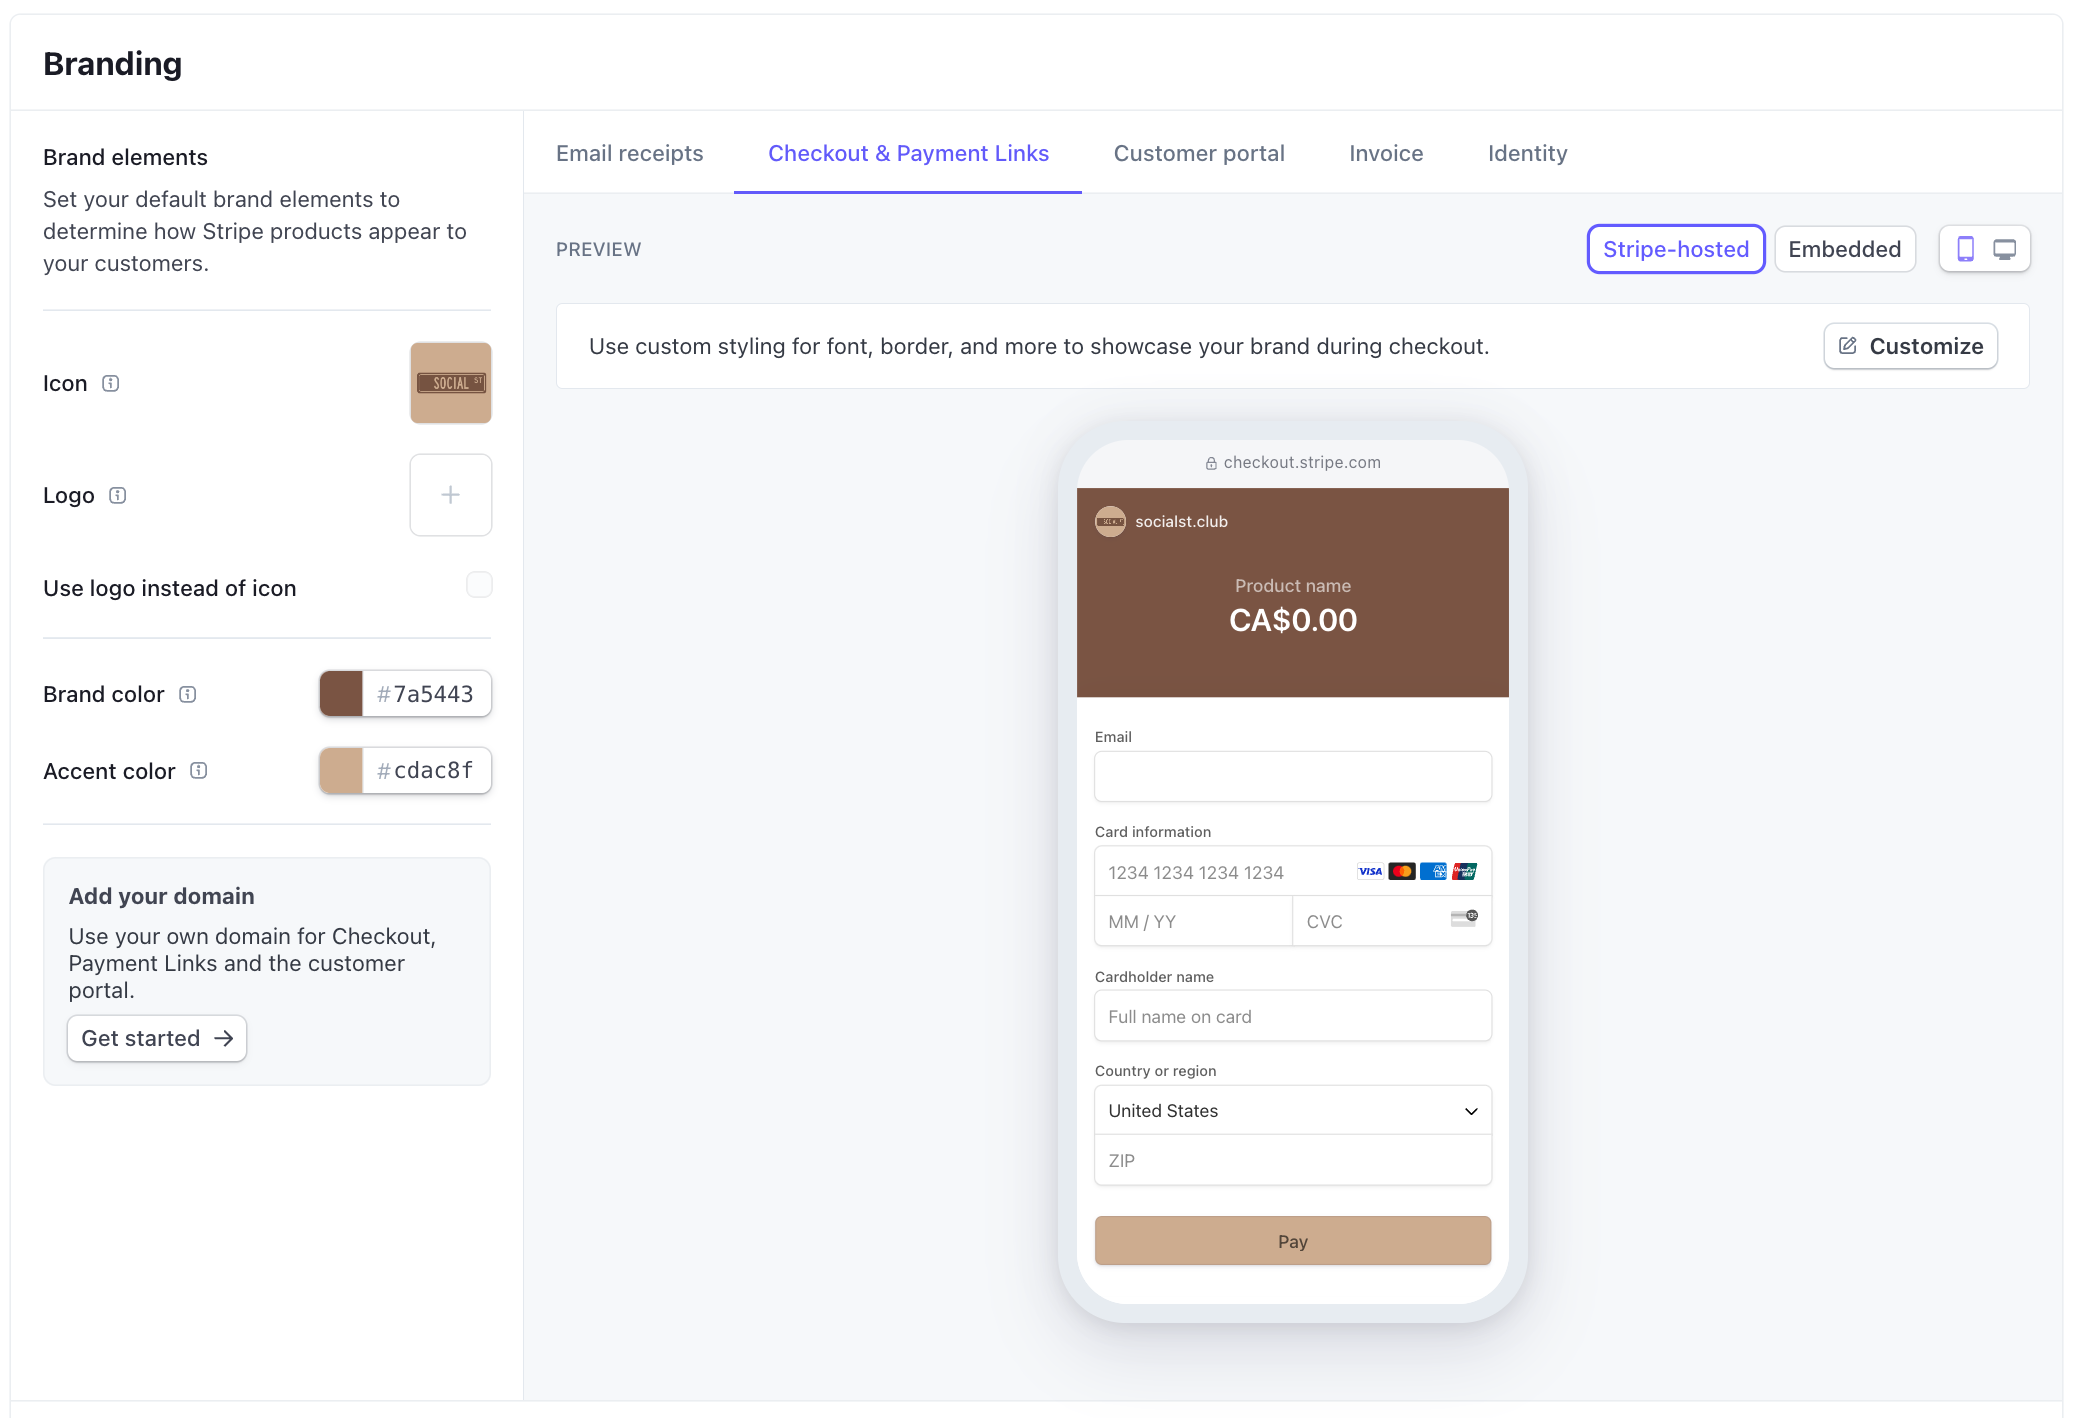 Branding
Brand elements
Set your default brand elements to
determine how Stripe products appear to
your customers.
Icon
SOCIAL ST
Logo
Use logo instead of icon
Brand color
#7a5443
Accent color
#cdac8f
Add your domain
Use your own domain for Checkout,
Payment Links and the customer
portal.
Get started
Email receipts
Checkout & Payment Links
Customer portal
Invoice
Identity
PREVIEW
Stripe-hosted
Embedded
Use custom styling for font, border, and more to showcase your brand during checkout.
Customize
checkout.stripe.com
socialst.club
Product name
CA$0.00
Email
Card information
1234 1234 1234 1234
VISA
MM / YY
CVC
Cardholder name
Full name on card
Country or region
United States
ZIP
Pay